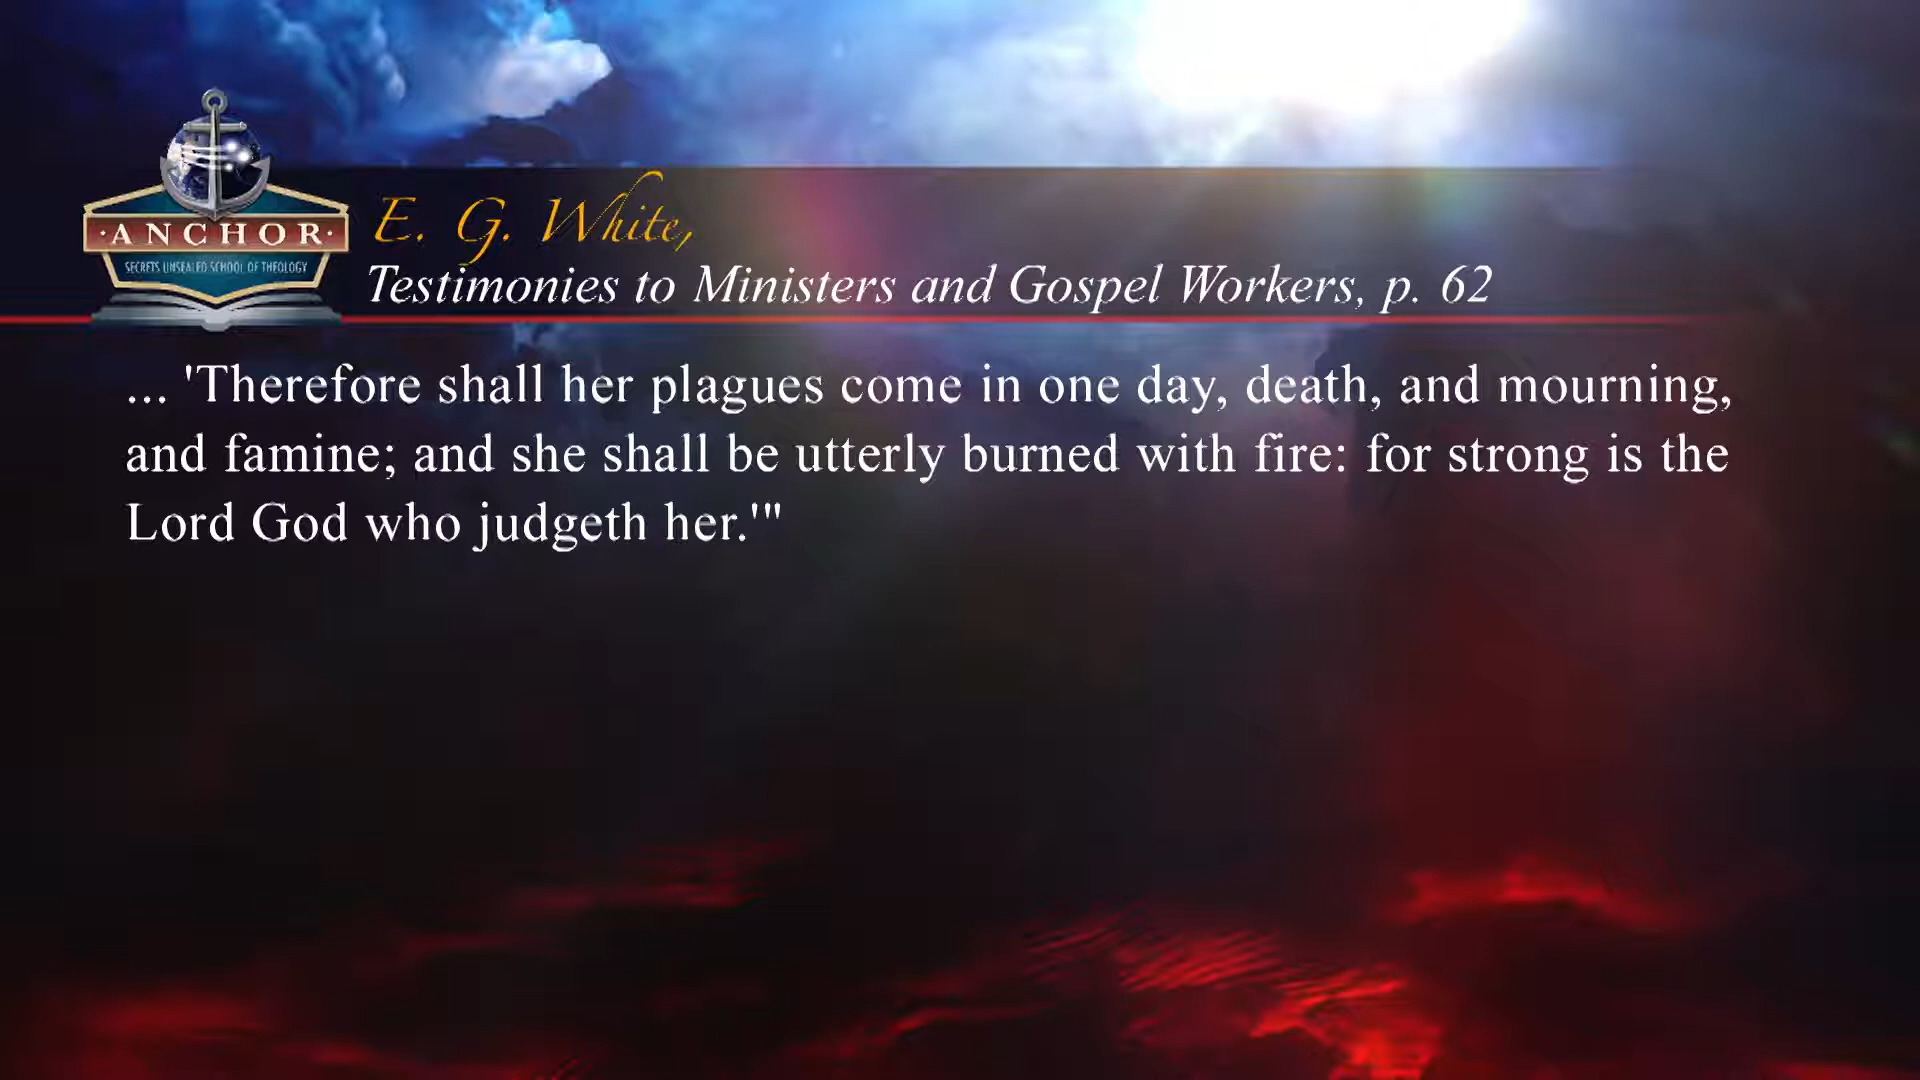 ·ANCHOR·
SECRETS UNSEALED SCHOOL OF THEOLOGY
E. G. White,
Testimonies to Ministers and Gospel Workers, p. 62
... 'Therefore shall her plagues come in one day, death, and mourning,
and famine; and she shall be utterly burned with fire: for strong is the
Lord God who judgeth her.'"